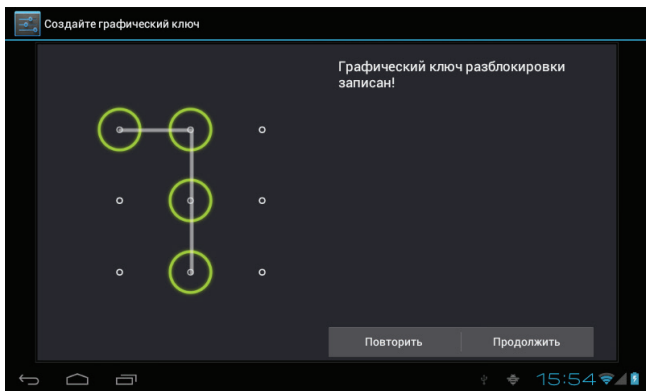 Создайте графический ключ
Графический ключ разблокировки
записан!
Повторить
Продолжить
15:54